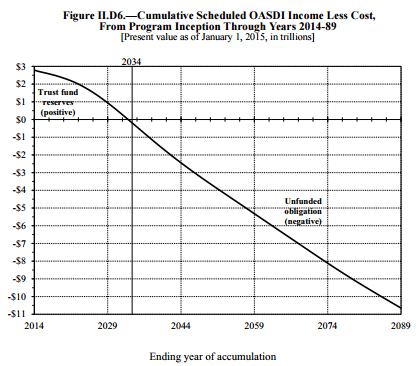 Figure II.D6.—Cumulative Scheduled OASDI Income Less Cost,
From Program Inception Through Years 2014-89
[Present value as of January 1, 2015, in trillions]
2034
$3
$2
$1
$0
-$1
-$2
-$3
-$4
-$5
-$6
-$7
-$8
-$9
-$10
-$11
Trust fund
reserves
(positive)
Unfunded
obligation
(negative)
2014 2029 2044 2059 2074 2089
Ending year of accumulation